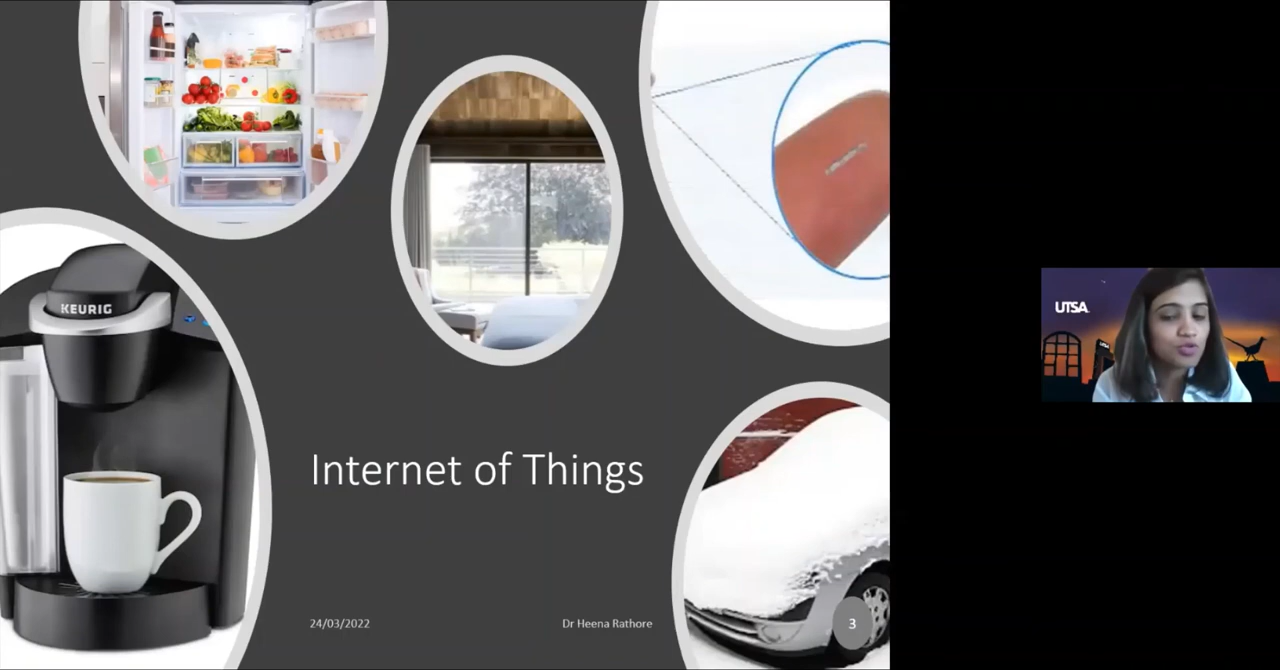 KEURIG
UTSA
Internet of Things
24/03/2022
Dr Heena Rathore
3